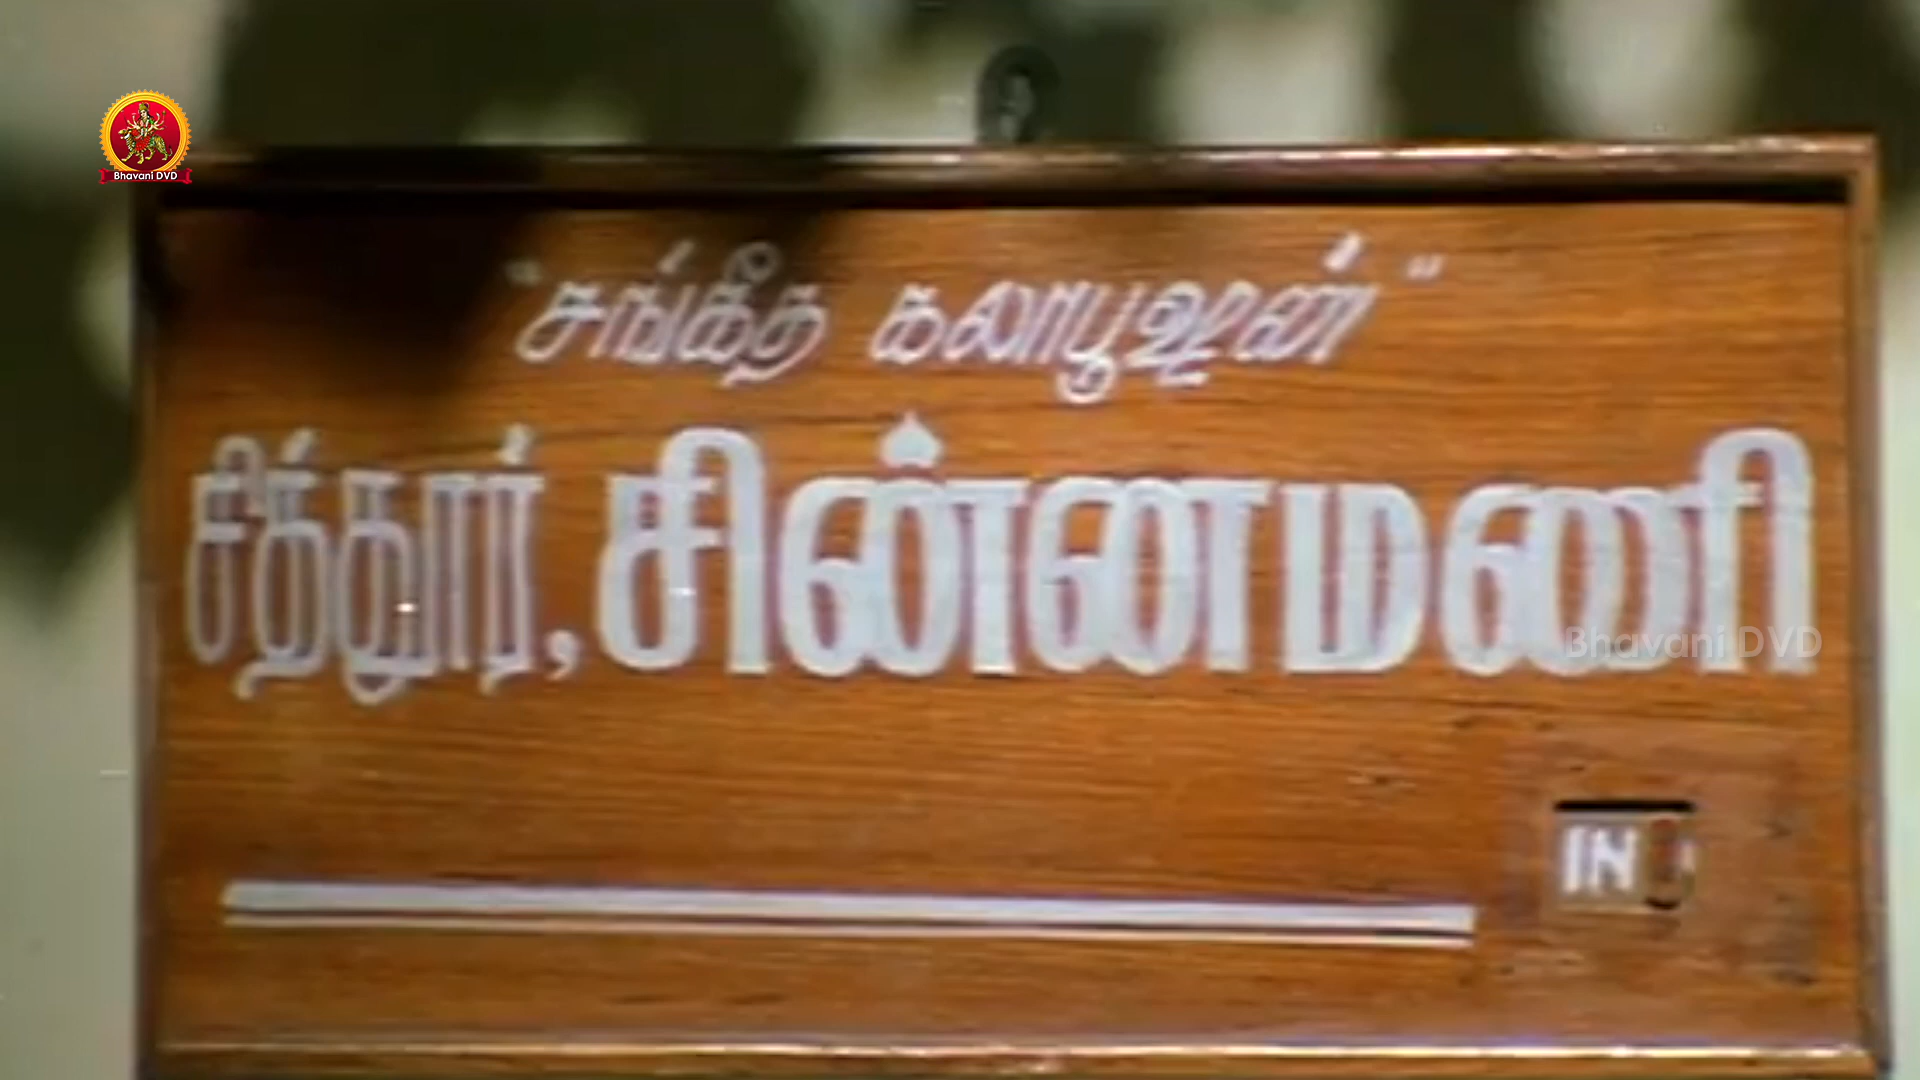 Bhavani DVD
"சங்கீத கலாபூஷன்"
சித்தூர், சின்னமணி
Bhavani DVD
IN